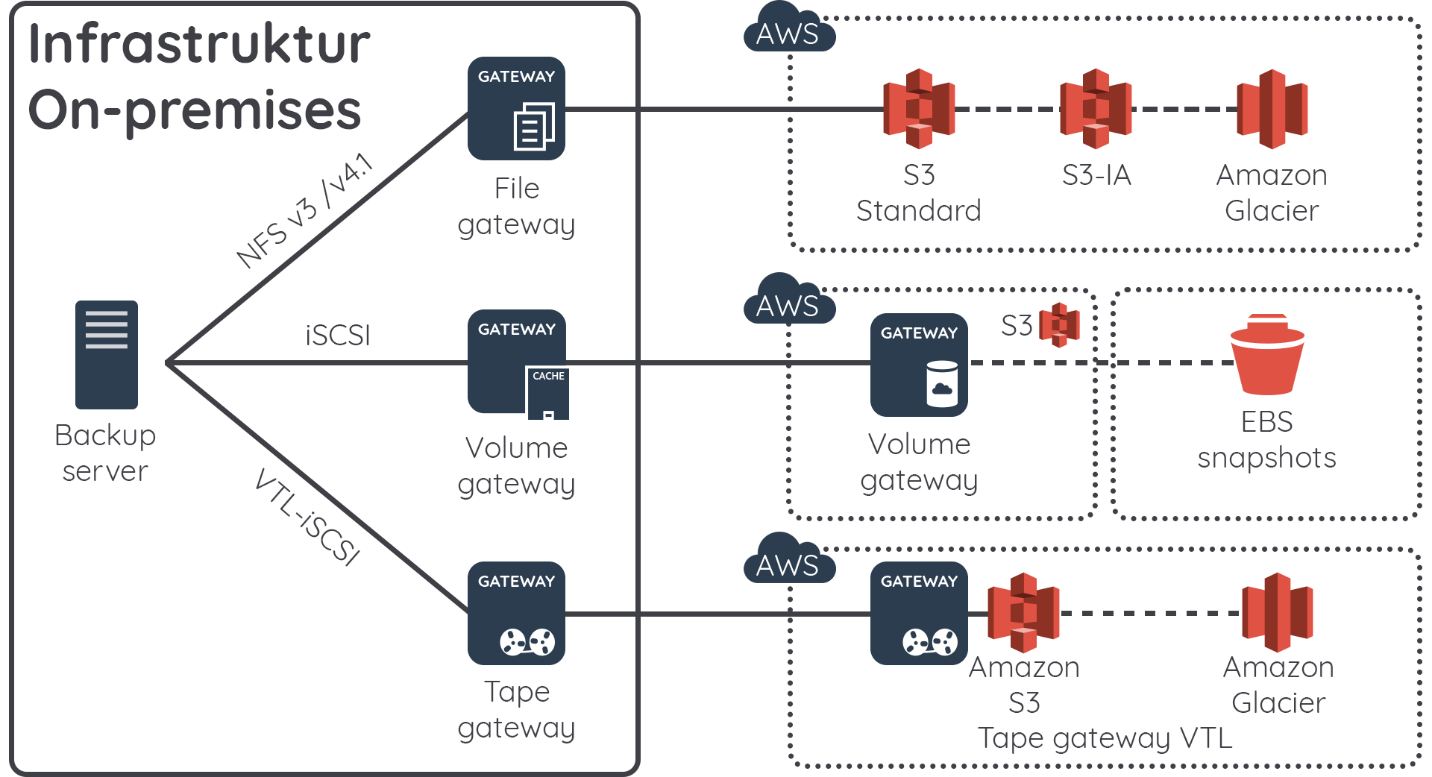 Infrastruktur
On-premises
Backup
server
NFS v3 /v4.1
iSCSI
VTL-iSCSI
GATEWAY
File
gateway
GATEWAY
CACHE
Volume
gateway
GATEWAY
Tape
gateway
AWS
S3
Standard
S3-IA
Amazon
Glacier
AWS
GATEWAY
Volume
gateway
S3
EBS
snapshots
AWS
GATEWAY
Amazon
S3
Amazon
Glacier
Tape gateway VTL